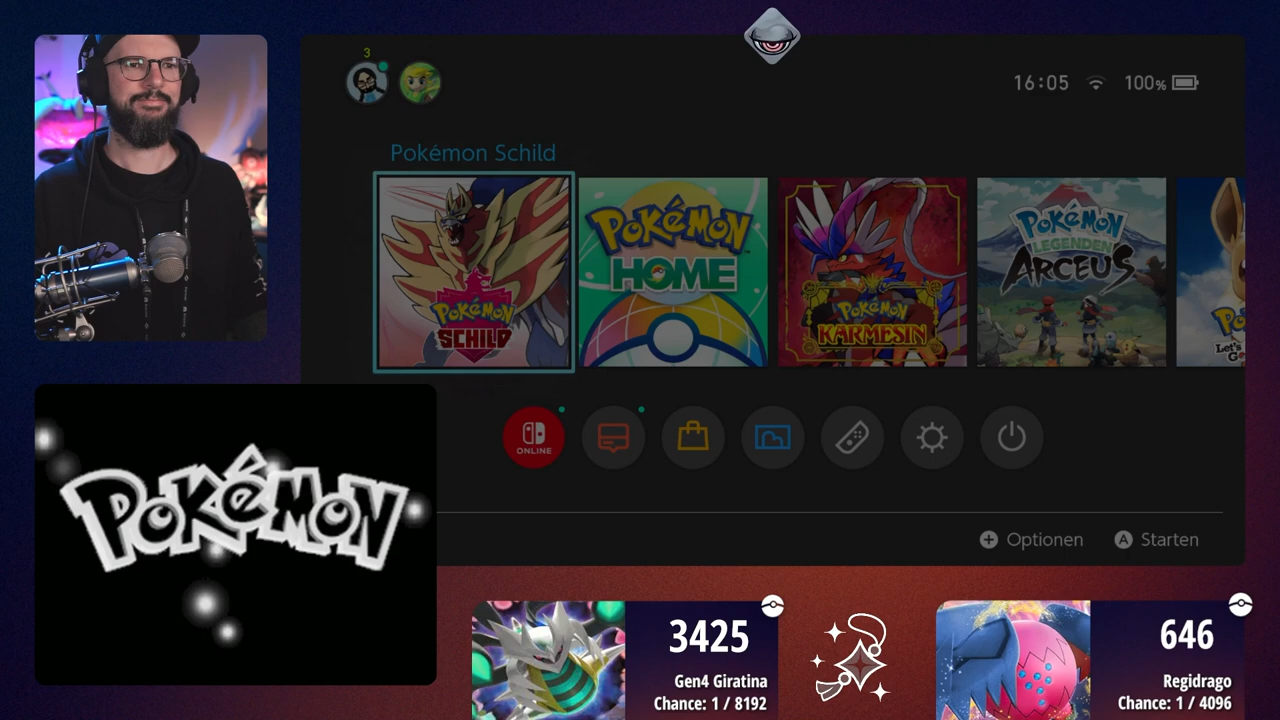 3
16:05
100%
Pokémon Schild
POKÉMON
SCHILD
POKÉMON
HOME
POKÉMON
KARMESIN
POKÉMON
LEGENDEN
ARCEUS
Let's
ONLINE
POKÉMON
Optionen
A Starten
3425
Gen4 Giratina
Chance: 1 / 8192
646
Regidrago
Chance: 1 / 4096